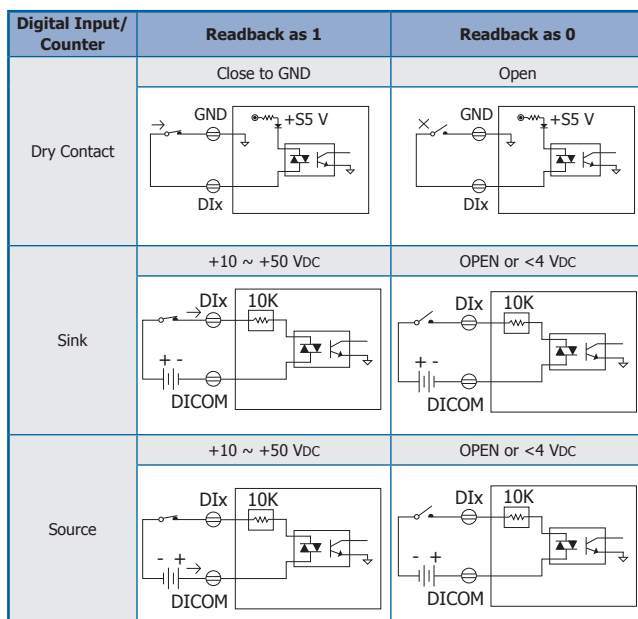 Digital Input/
Counter
Readback as 1
Readback as 0
Dry Contact
Close to GND
Open
GND
+S5 V
DIx
GND
+S5 V
DIx
Sink
+10 ~ +50 VDC
OPEN or <4 VDC
DIx
10K
+ -
DICOM
DIx
10K
+ -
DICOM
Source
+10 ~ +50 VDC
OPEN or <4 VDC
DIx
10K
- +
DICOM
DIx
10K
- +
DICOM